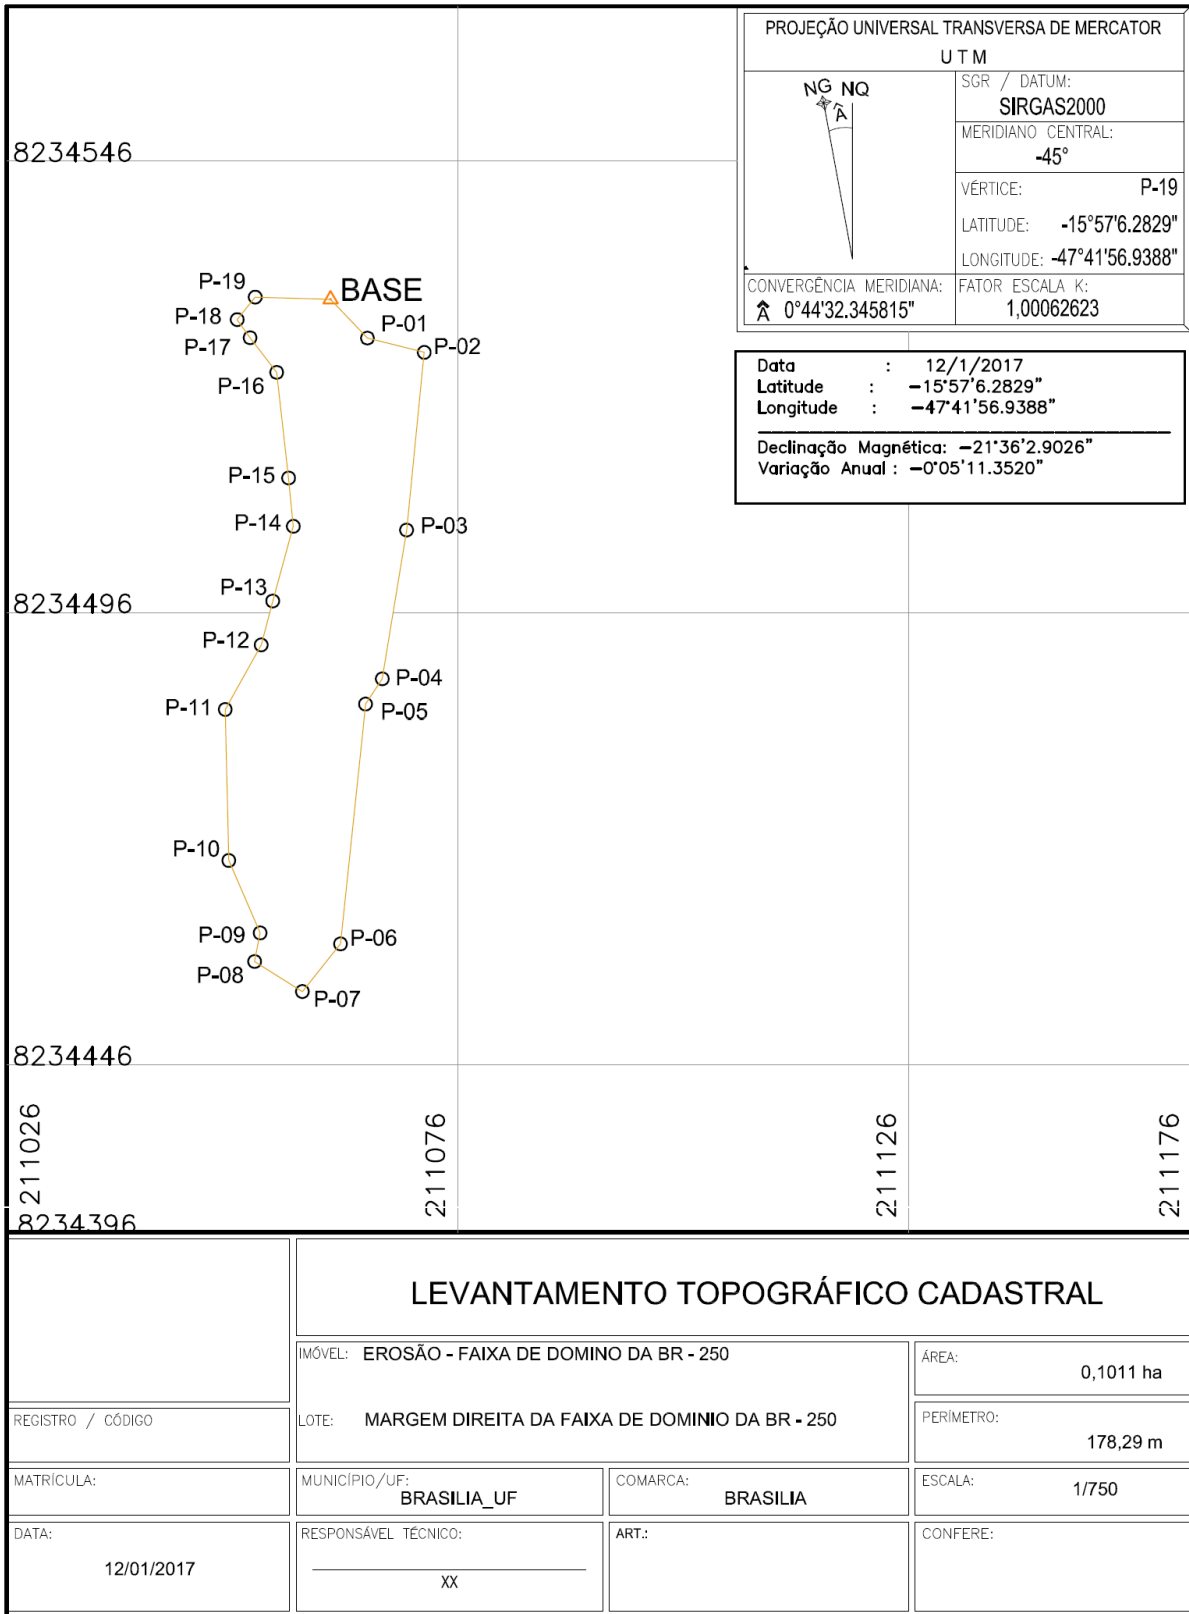 PROJEÇÃO UNIVERSAL TRANSVERSA DE MERCATOR
U T M
NG NQ
Â
SGR / DATUM:
SIRGAS2000
MERIDIANO CENTRAL:
-45°
VÉRTICE: P-19
LATITUDE: -15°57'6.2829"
LONGITUDE: -47°41'56.9388"
CONVERGÊNCIA MERIDIANA:
 0°44'32.345815"
FATOR ESCALA K:
1,00062623
Data : 12/1/2017
Latitude : -15°57'6.2829"
Longitude : -47°41'56.9388"
Declinação Magnética: -21°36'2.9026"
Variação Anual : -0°05'11.3520"
8234546
P-19
BASE
P-18
P-01
P-17
P-02
P-16
P-15
P-14
P-03
P-13
8234496
P-12
P-04
P-11
P-05
P-10
P-09
P-06
P-08
P-07
8234446
211026
211076
211126
211176
8234396
LEVANTAMENTO TOPOGRÁFICO CADASTRAL
IMÓVEL: EROSÃO - FAIXA DE DOMINO DA BR - 250
ÁREA:
0,1011 ha
REGISTRO / CÓDIGO
LOTE: MARGEM DIREITA DA FAIXA DE DOMINIO DA BR - 250
PERÍMETRO:
178,29 m
MATRÍCULA:
MUNICÍPIO/UF:
BRASILIA_UF
COMARCA:
BRASILIA
ESCALA:
1/750
DATA:
12/01/2017
RESPONSÁVEL TÉCNICO:
XX
ART.:
CONFERE: